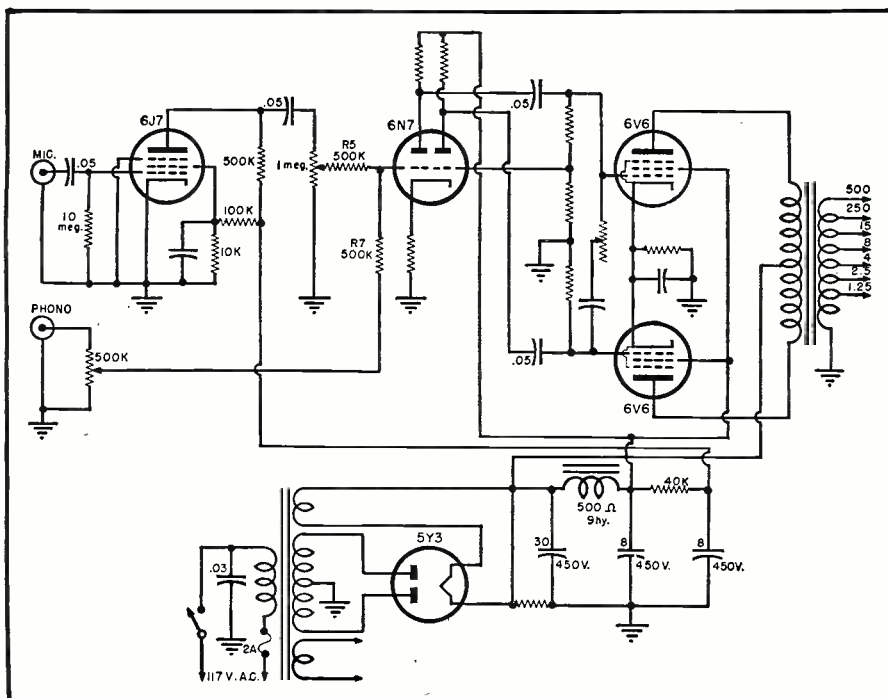 MIC.
.05
10
meg.
6J7
500K
100K
10K
.05
1 meg.
R5
500K
R7
500K
6N7
.05
.05
6V6
6V6
500
250
15
8
4
2.5
1.25
PHONO
500K
5Y3
.03
2A
117 V. A.C.
30
450V.
500 Ω
9hy.
8
450V.
40K
8
450V.